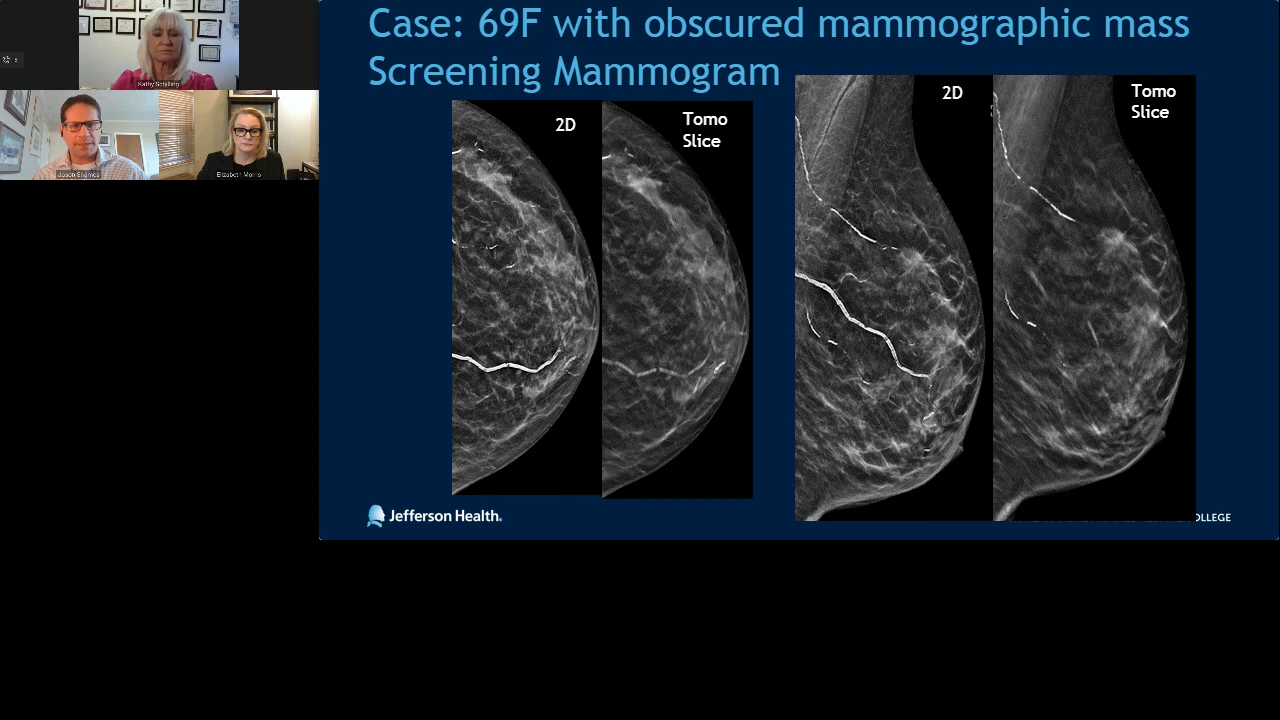 Case: 69F with obscured mammographic mass
Screening Mammogram
2D
Tomo
Slice
2D
Tomo
Slice
Kathy Schilling
Jason Shames
Elizabeth Morris
Jefferson Health.
OLLEGE